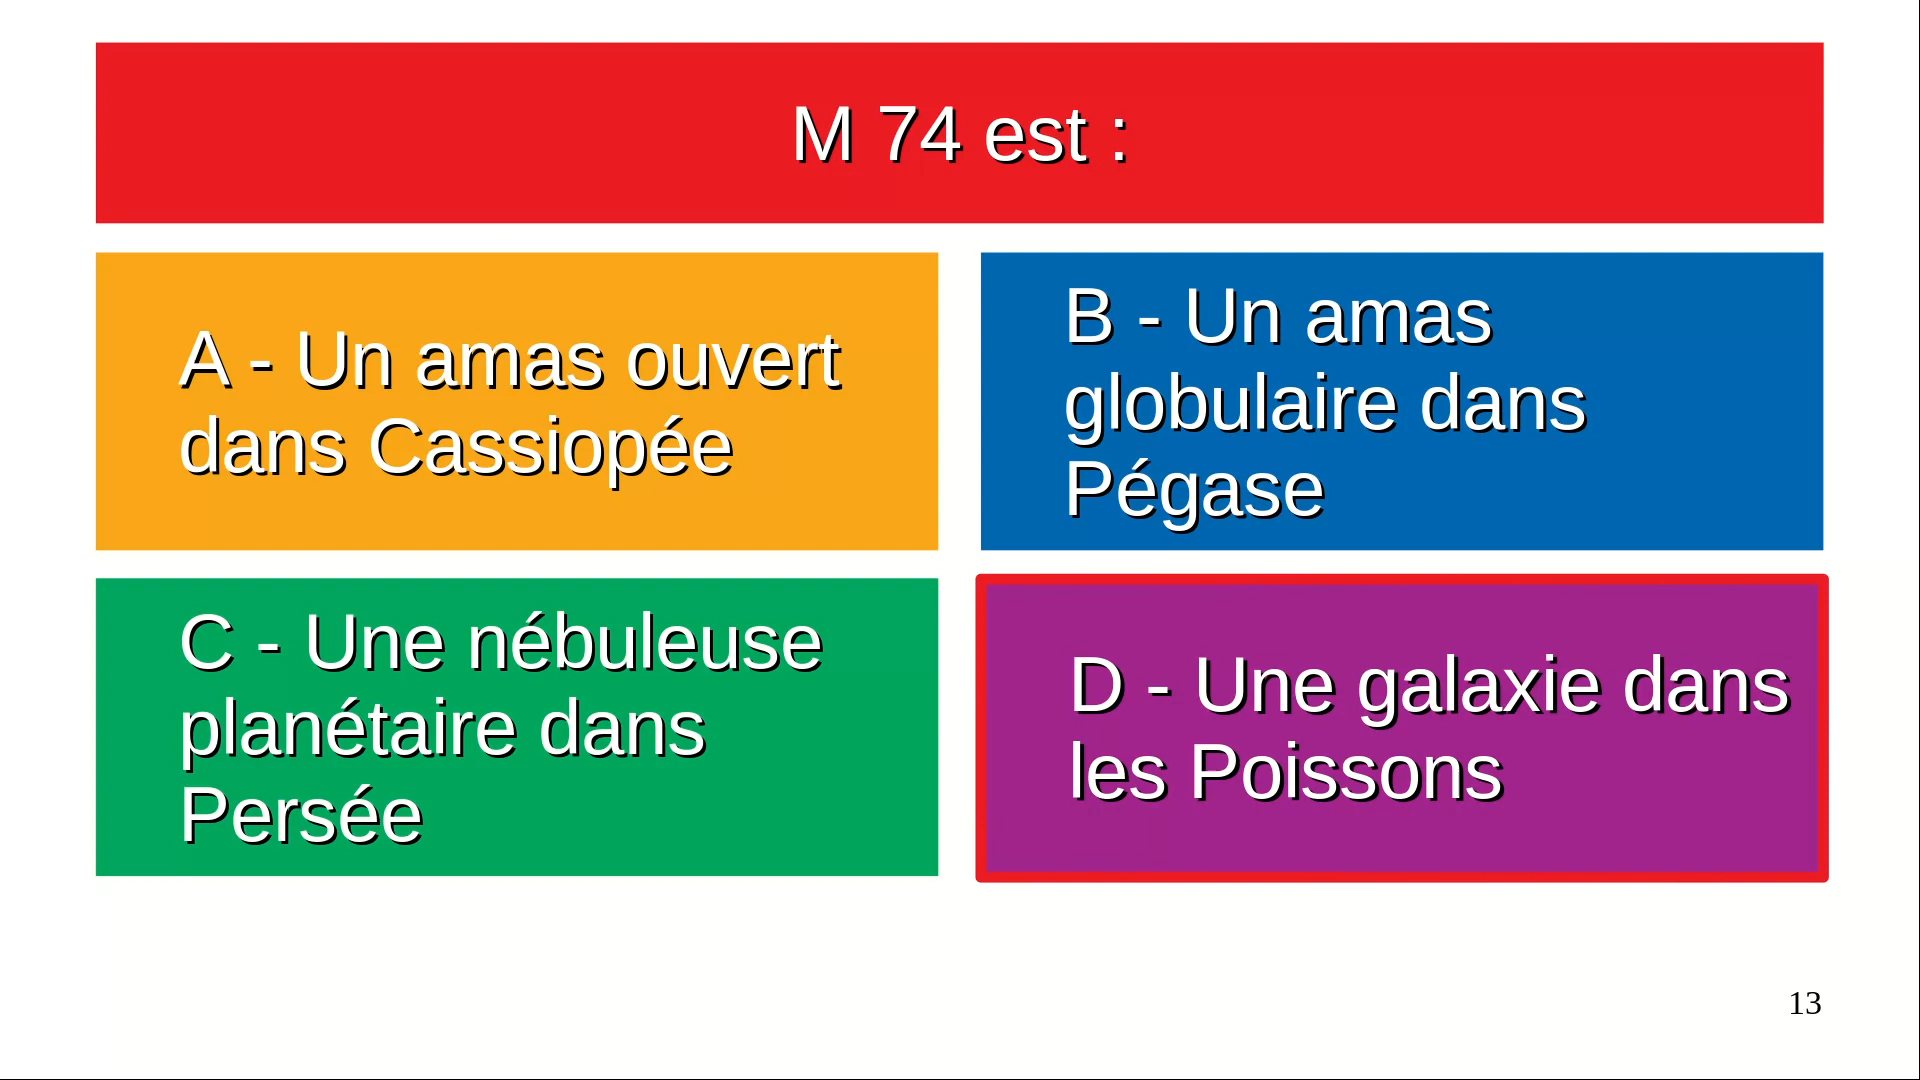 M 74 est :
A - Un amas ouvert
dans Cassiopée
B - Un amas
globulaire dans
Pégase
C - Une nébuleuse
planétaire dans
Persée
D - Une galaxie dans
les Poissons
13